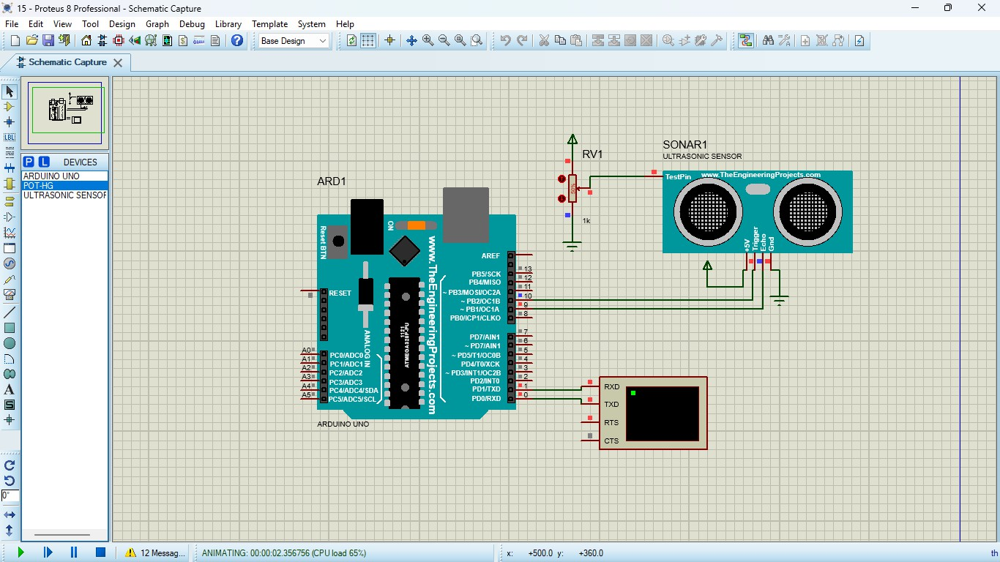 15 - Proteus 8 Professional - Schematic Capture
File Edit View Tool Design Graph Debug Library Template System Help
Base Design
Schematic Capture
P L DEVICES
ARDUINO UNO
POT-HG
ULTRASONIC SENSOR
LBL
A
S
0°
RV1
50%
1k
SONAR1
ULTRASONIC SENSOR
TestPin www.TheEngineeringProjects.com
+5V
Trigger
Echo
Gnd
ARD1
Reset BTN
ON
www.TheEngineeringProjects.com
AREF
PB5/SCK 13
PB4/MISO 12
~ PB3/MOSI/OC2A 11
~ PB2/OC1B 10
~ PB1/OC1A 9
PB0/ICP1/CLKO 8
RESET
ANALOG IN
1121
ATMEGA328P-PU
PD7/AIN1 7
~ PD7/AIN1 6
~ PD5/T1/OC0B 5
PD4/T0/XCK 4
~ PD3/INT1/OC2B 3
PD2/INT0 2
PD1/TXD 1
PD0/RXD 0
A0 PC0/ADC0
A1 PC1/ADC1
A2 PC2/ADC2
A3 PC3/ADC3
A4 PC4/ADC4/SDA
A5 PC5/ADC5/SCL
ARDUINO UNO
RXD
TXD
RTS
CTS
12 Messag...
ANIMATING: 00:00:02.356756 (CPU load 65%)
x: +500.0 y: +360.0
th